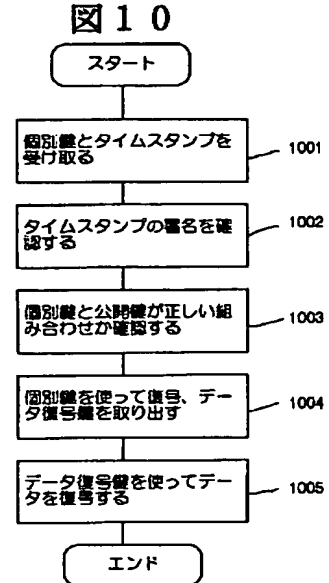 図１０
スタート
個別鍵とタイムスタンプを
受け取る
1001
タイムスタンプの署名を確
認する
1002
個別鍵と公開鍵が正しい組
み合わせか確認する
1003
個別鍵を使って復号、デー
タ復号鍵を取り出す
1004
データ復号鍵を使ってデー
タを復号する
1005
エンド